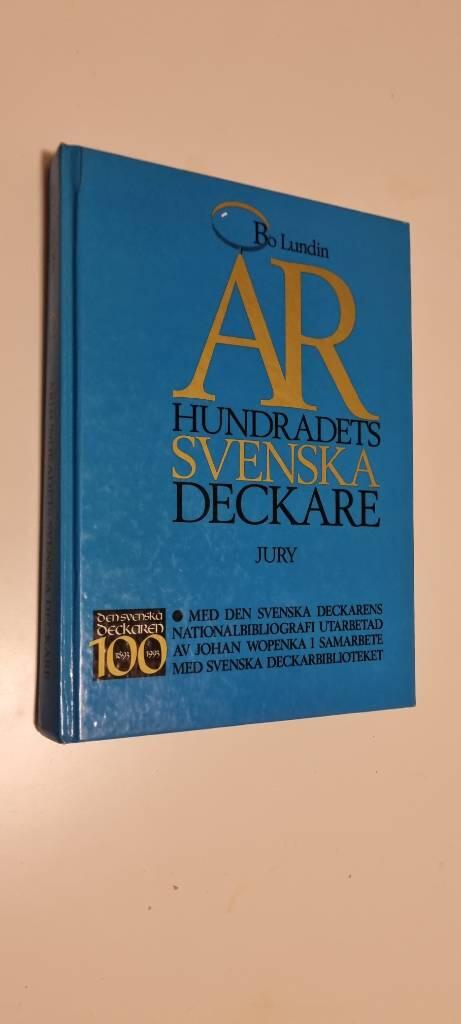 Bo Lundin
ÅR
HUNDRADETS
SVENSKA
DECKARE
JURY
den svenska
deckaren
100
1893
1993
• MED DEN SVENSKA DECKARENS
NATIONALBIBLIOGRAFI UTARBETAD
AV JOHAN WOPENKA I SAMARBETE
MED SVENSKA DECKARBIBLIOTEKET